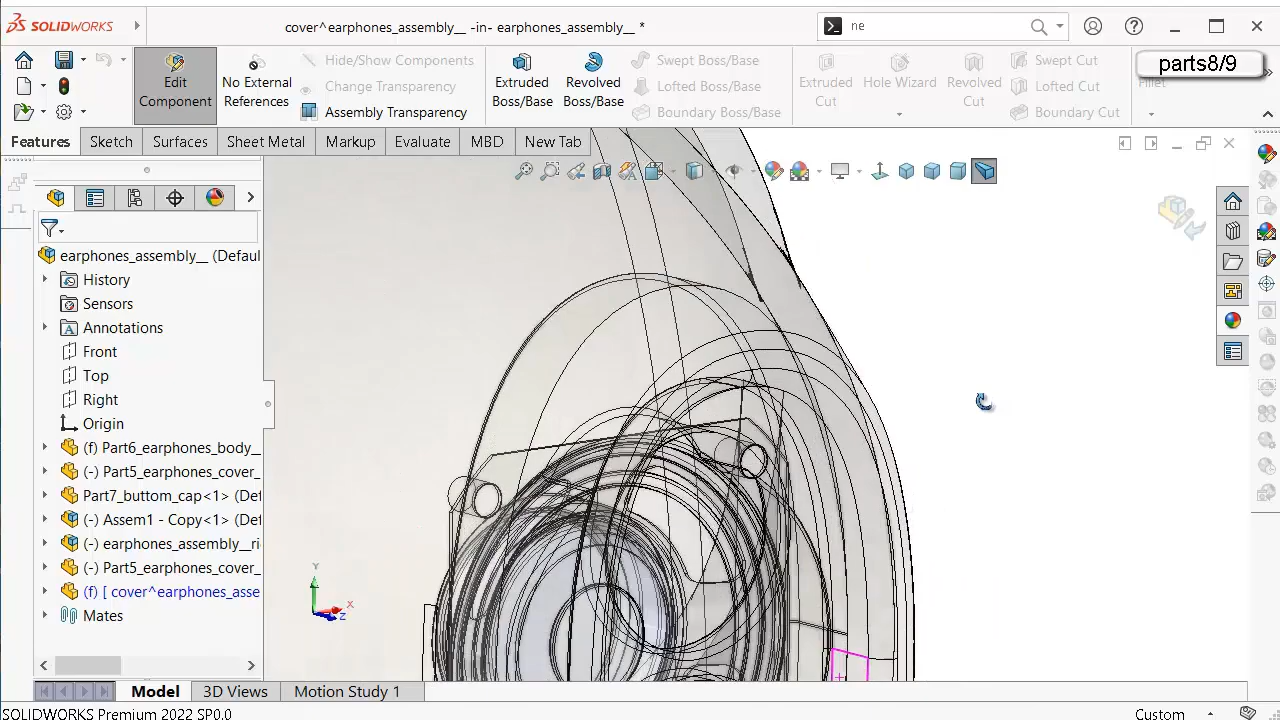 SOLIDWORKS
cover^earphones_assembly__ -in- earphones_assembly__ *
ne
parts8/9
Edit Component
No External References
Hide/Show Components
Change Transparency
Assembly Transparency
Extruded Boss/Base
Revolved Boss/Base
Swept Boss/Base
Lofted Boss/Base
Boundary Boss/Base
Extruded Cut
Hole Wizard
Revolved Cut
Swept Cut
Lofted Cut
Boundary Cut
Fillet
Features
Sketch
Surfaces
Sheet Metal
Markup
Evaluate
MBD
New Tab
earphones_assembly__ (Defaul
History
Sensors
Annotations
Front
Top
Right
Origin
(f) Part6_earphones_body_
(-) Part5_earphones_cover_
Part7_buttom_cap<1> (Def
(-) Assem1 - Copy<1> (Def
(-) earphones_assembly__ri
(-) Part5_earphones_cover_
(f) [ cover^earphones_asse
Mates
Y
X
Z
Model
3D Views
Motion Study 1
SOLIDWORKS Premium 2022 SP0.0
Custom